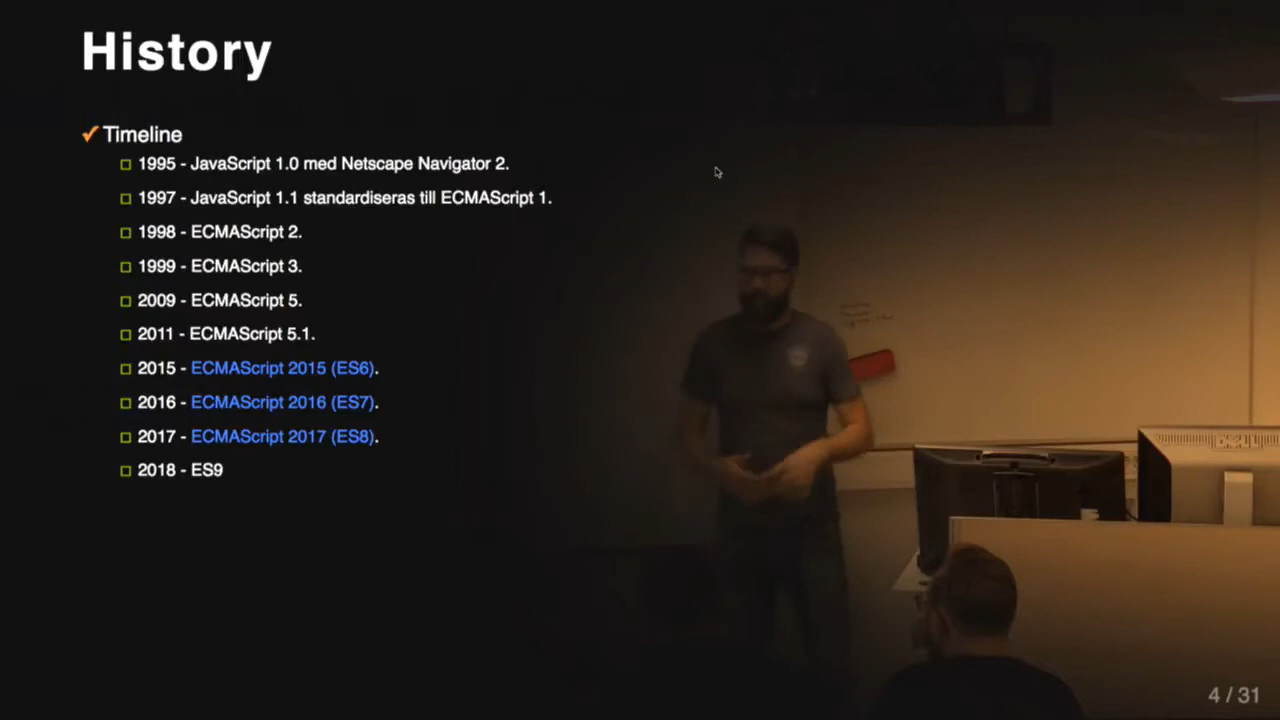 History
Timeline
1995 - JavaScript 1.0 med Netscape Navigator 2.
1997 - JavaScript 1.1 standardiseras till ECMAScript 1.
1998 - ECMAScript 2.
1999 - ECMAScript 3.
2009 - ECMAScript 5.
2011 - ECMAScript 5.1.
2015 - ECMAScript 2015 (ES6).
2016 - ECMAScript 2016 (ES7).
2017 - ECMAScript 2017 (ES8).
2018 - ES9
DELL
4 / 31